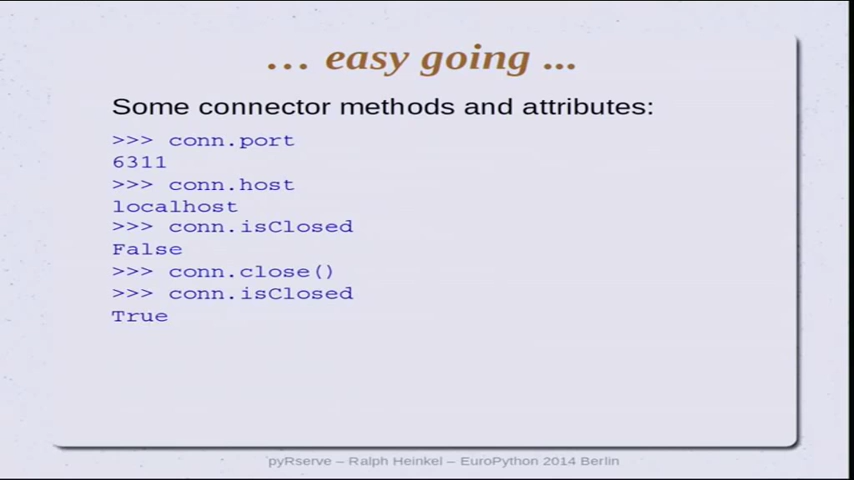 ... easy going ...
Some connector methods and attributes:
>>> conn.port
6311
>>> conn.host
localhost
>>> conn.isClosed
False
>>> conn.close()
>>> conn.isClosed
True
pyRserve – Ralph Heinkel – EuroPython 2014 Berlin